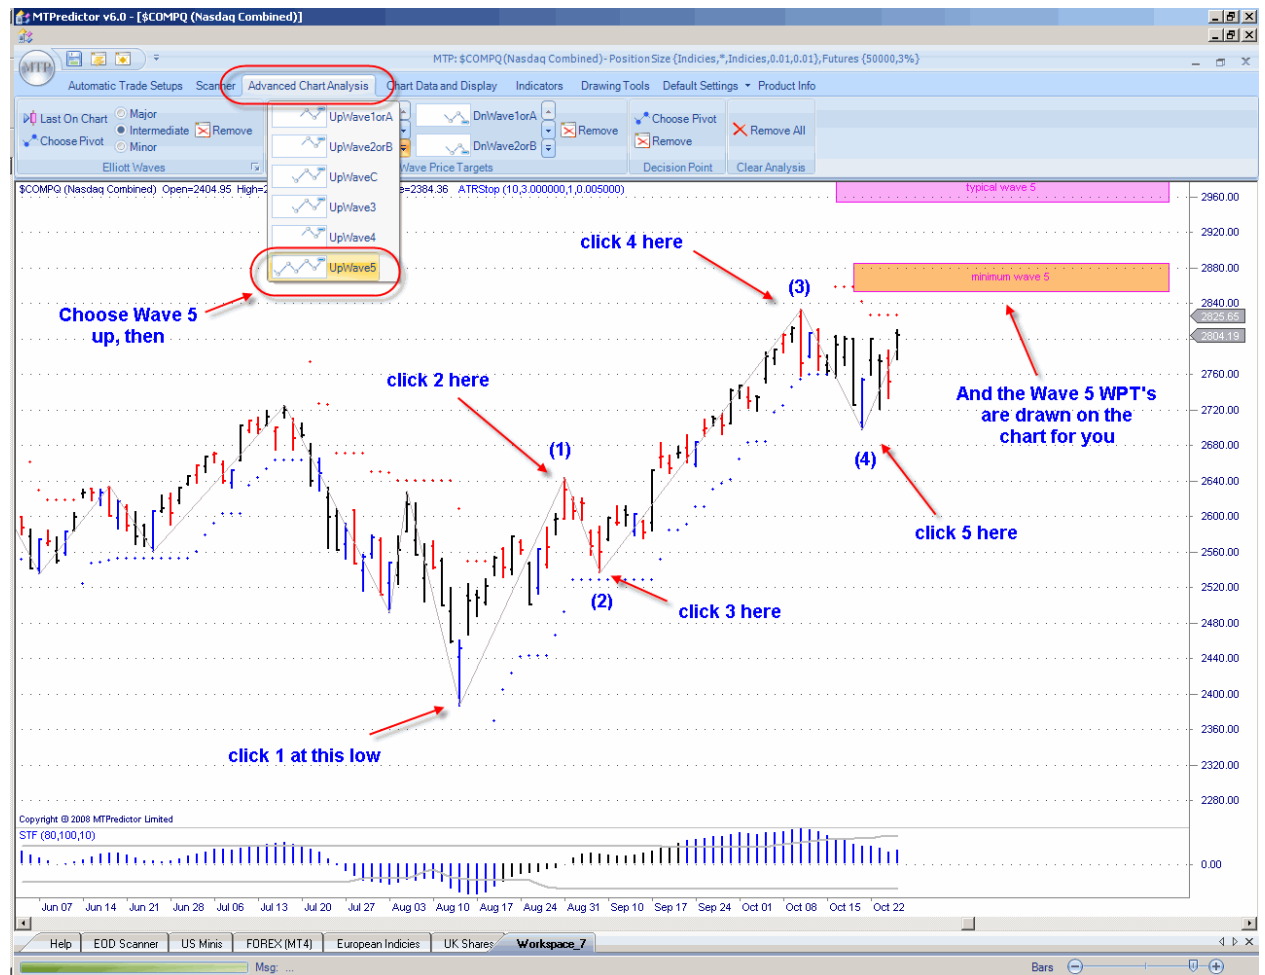 MTPredictor v6.0 - [$COMPQ (Nasdaq Combined)]
MTP: $COMPQ(Nasdaq Combined)- PositionSize {Indicies,*,Indicies,0.01,0.01},Futures {50000,3%}
MTP
Automatic Trade Setups Scanner Advanced Chart Analysis Chart Data and Display Indicators Drawing Tools Default Settings Product Info
Last On Chart
Choose Pivot
Major
Intermediate
Minor
Remove
Elliott Waves
UpWave1orA
UpWave2orB
UpWaveC
UpWave3
UpWave4
UpWave5
DnWave1orA
DnWave2orB
Remove
Wave Price Targets
Choose Pivot
Remove
Decision Point
Remove All
Clear Analysis
$COMPQ (Nasdaq Combined) Open=2404.95 High=2 e=2384.36 ATRStop (10,3.000000,1,0.005000)
typical wave 5
minimum wave 5
click 4 here
(3)
Choose Wave 5
up, then
click 2 here
(1)
And the Wave 5 WPT's
are drawn on the
chart for you
(4)
click 5 here
(2)
click 3 here
click 1 at this low
2960.00
2920.00
2880.00
2840.00
2825.65
2804.19
2760.00
2720.00
2680.00
2640.00
2600.00
2560.00
2520.00
2480.00
2440.00
2400.00
2360.00
2320.00
2280.00
Copyright @ 2008 MTPredictor Limited
STF (80,100,10)
0.00
Jun 07 Jun 14 Jun 21 Jun 28 Jul 06 Jul 13 Jul 20 Jul 27 Aug 03 Aug 10 Aug 17 Aug 24 Aug 31 Sep 10 Sep 17 Sep 24 Oct 01 Oct 08 Oct 15 Oct 22
Help EOD Scanner US Minis FOREX(MT4) European Indicies UK Shares Workspace_7
Msg: ...
Bars